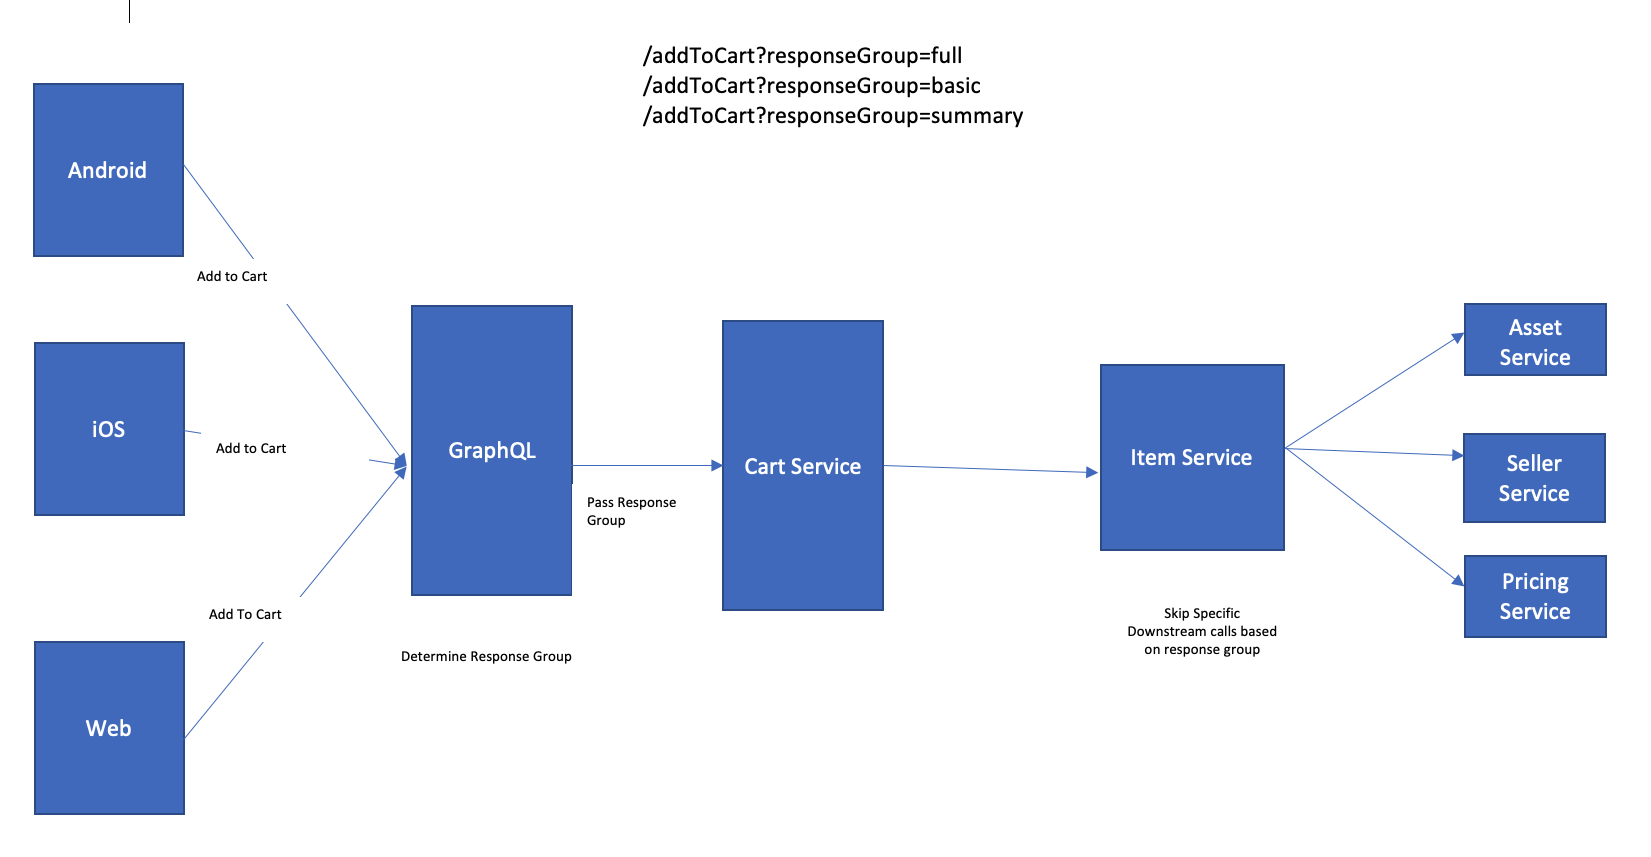 /addToCart?responseGroup=full
/addToCart?responseGroup=basic
/addToCart?responseGroup=summary
Android
Add to Cart
iOS
Add to Cart
Web
Add To Cart
GraphQL
Determine Response Group
Pass Response
Group
Cart Service
Item Service
Skip Specific
Downstream calls based
on response group
Asset
Service
Seller
Service
Pricing
Service